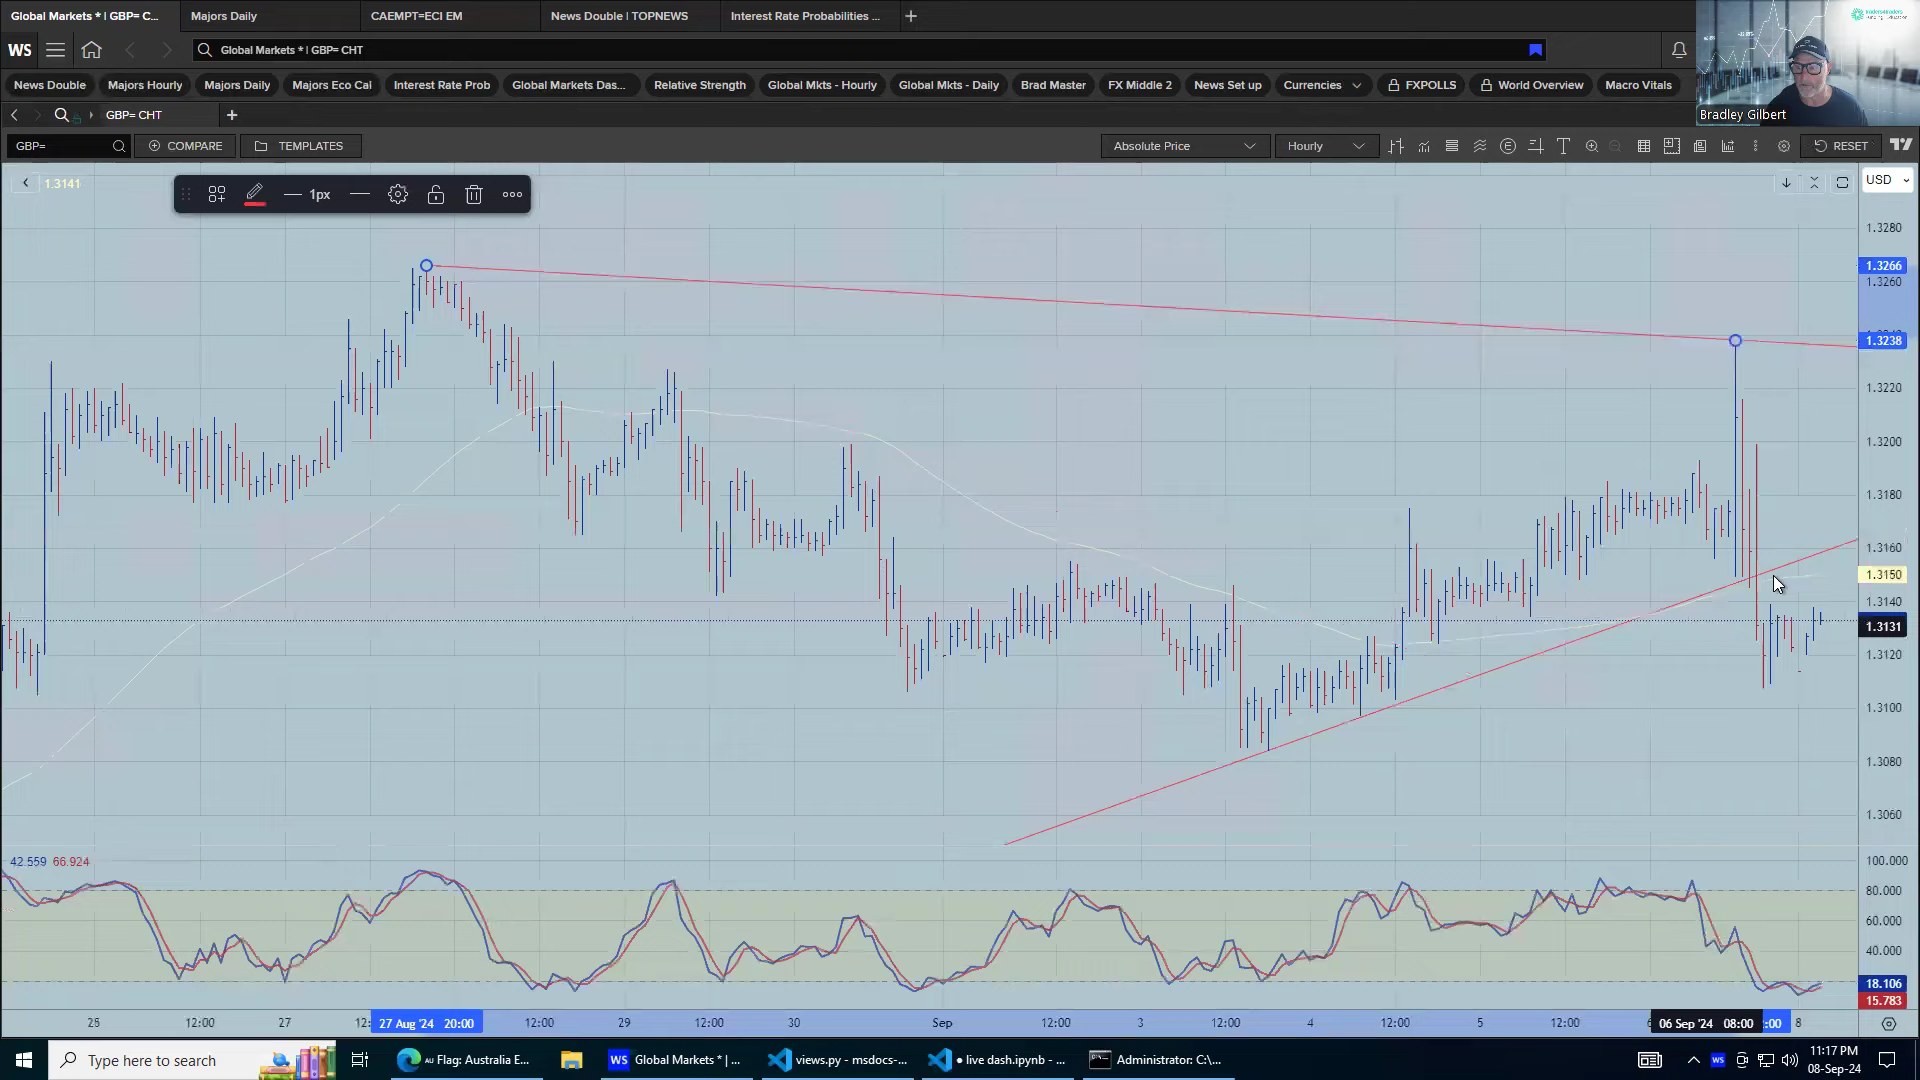 Global Markets * | GBP= C...
Majors Daily
CAEMPT=ECI EM
News Double | TOPNEWS
Interest Rate Probabilities ...
WS
Global Markets * | GBP= CHT
News Double
Majors Hourly
Majors Daily
Majors Eco Cal
Interest Rate Prob
Global Markets Das...
Relative Strength
Global Mkts - Hourly
Global Mkts - Daily
Brad Master
FX Middle 2
News Set up
Currencies
FXPOLLS
World Overview
Macro Vitals
Bradley Gilbert
GBP= CHT
GBP=
COMPARE
TEMPLATES
Absolute Price
Hourly
RESET
1.3141
1px
USD
1.3280
1.3266
1.3260
1.3238
1.3220
1.3200
1.3180
1.3160
1.3150
1.3140
1.3131
1.3120
1.3100
1.3080
1.3060
42.559 66.924
100.000
80.000
60.000
40.000
18.106
15.783
26
12:00
27
27 Aug '24 20:00
12:00
29
12:00
30
Sep
12:00
3
12:00
4
12:00
5
12:00
06 Sep '24 08:00
8
Type here to search
AU Flag: Australia E...
WS Global Markets * | ...
views.py - msdocs-...
● live dash.ipynb - ...
Administrator: C:\...
11:17 PM
08-Sep-24